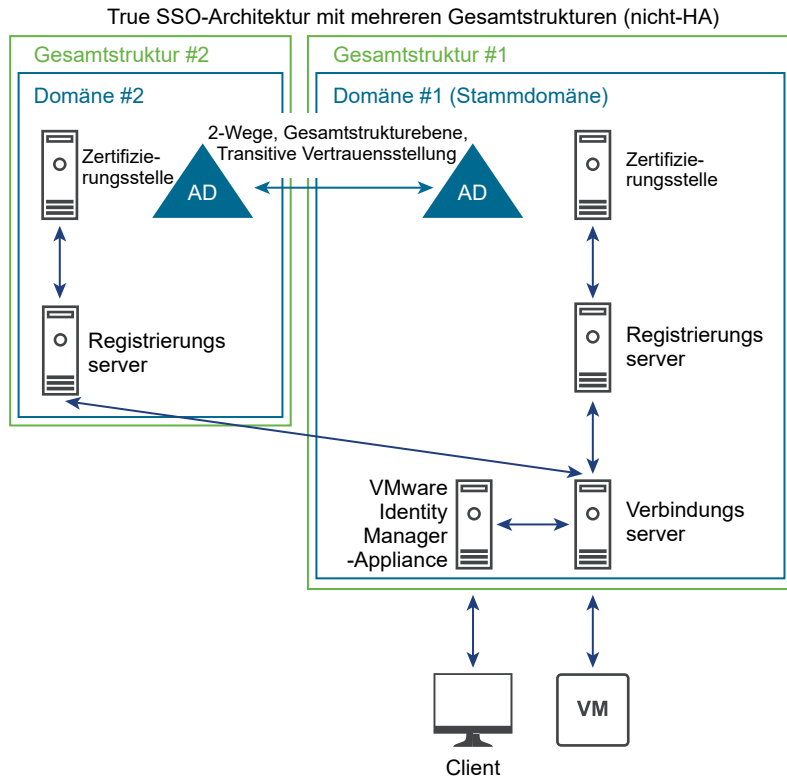 True SSO-Architektur mit mehreren Gesamtstrukturen (nicht-HA)
Gesamtstruktur #2
Gesamtstruktur #1
Domäne #2
Domäne #1 (Stammdomäne)
2-Wege, Gesamtstrukturebene,
Transitive Vertrauensstellung
Zertifizie-
rungsstelle
AD
AD
Zertifizie-
rungsstelle
Registrierungs
server
Registrierungs
server
VMware
Identity
Manager
-Appliance
Verbindungs
server
Client
VM